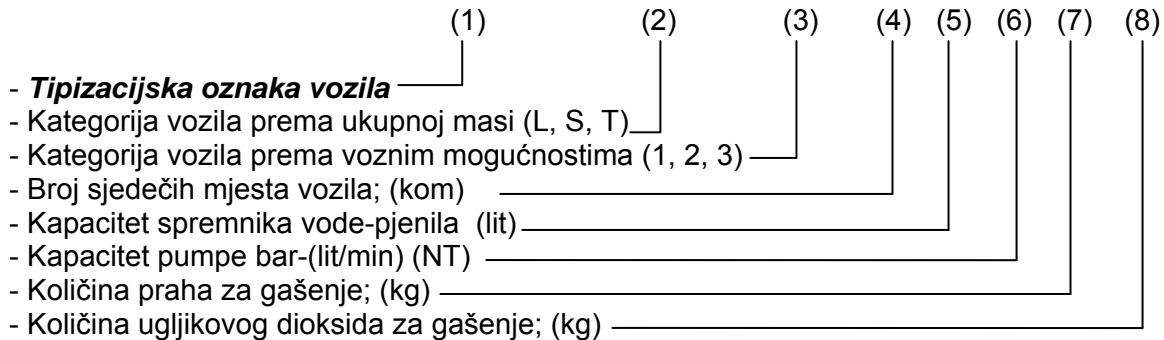 (1) (2) (3) (4) (5) (6) (7) (8)
- Tipizacijska oznaka vozila
- Kategorija vozila prema ukupnoj masi (L, S, T)
- Kategorija vozila prema voznim mogućnostima (1, 2, 3)
- Broj sjedečih mjesta vozila; (kom)
- Kapacitet spremnika vode-pjenila (lit)
- Kapacitet pumpe bar-(lit/min) (NT)
- Količina praha za gašenje; (kg)
- Količina ugljikovog dioksida za gašenje; (kg)